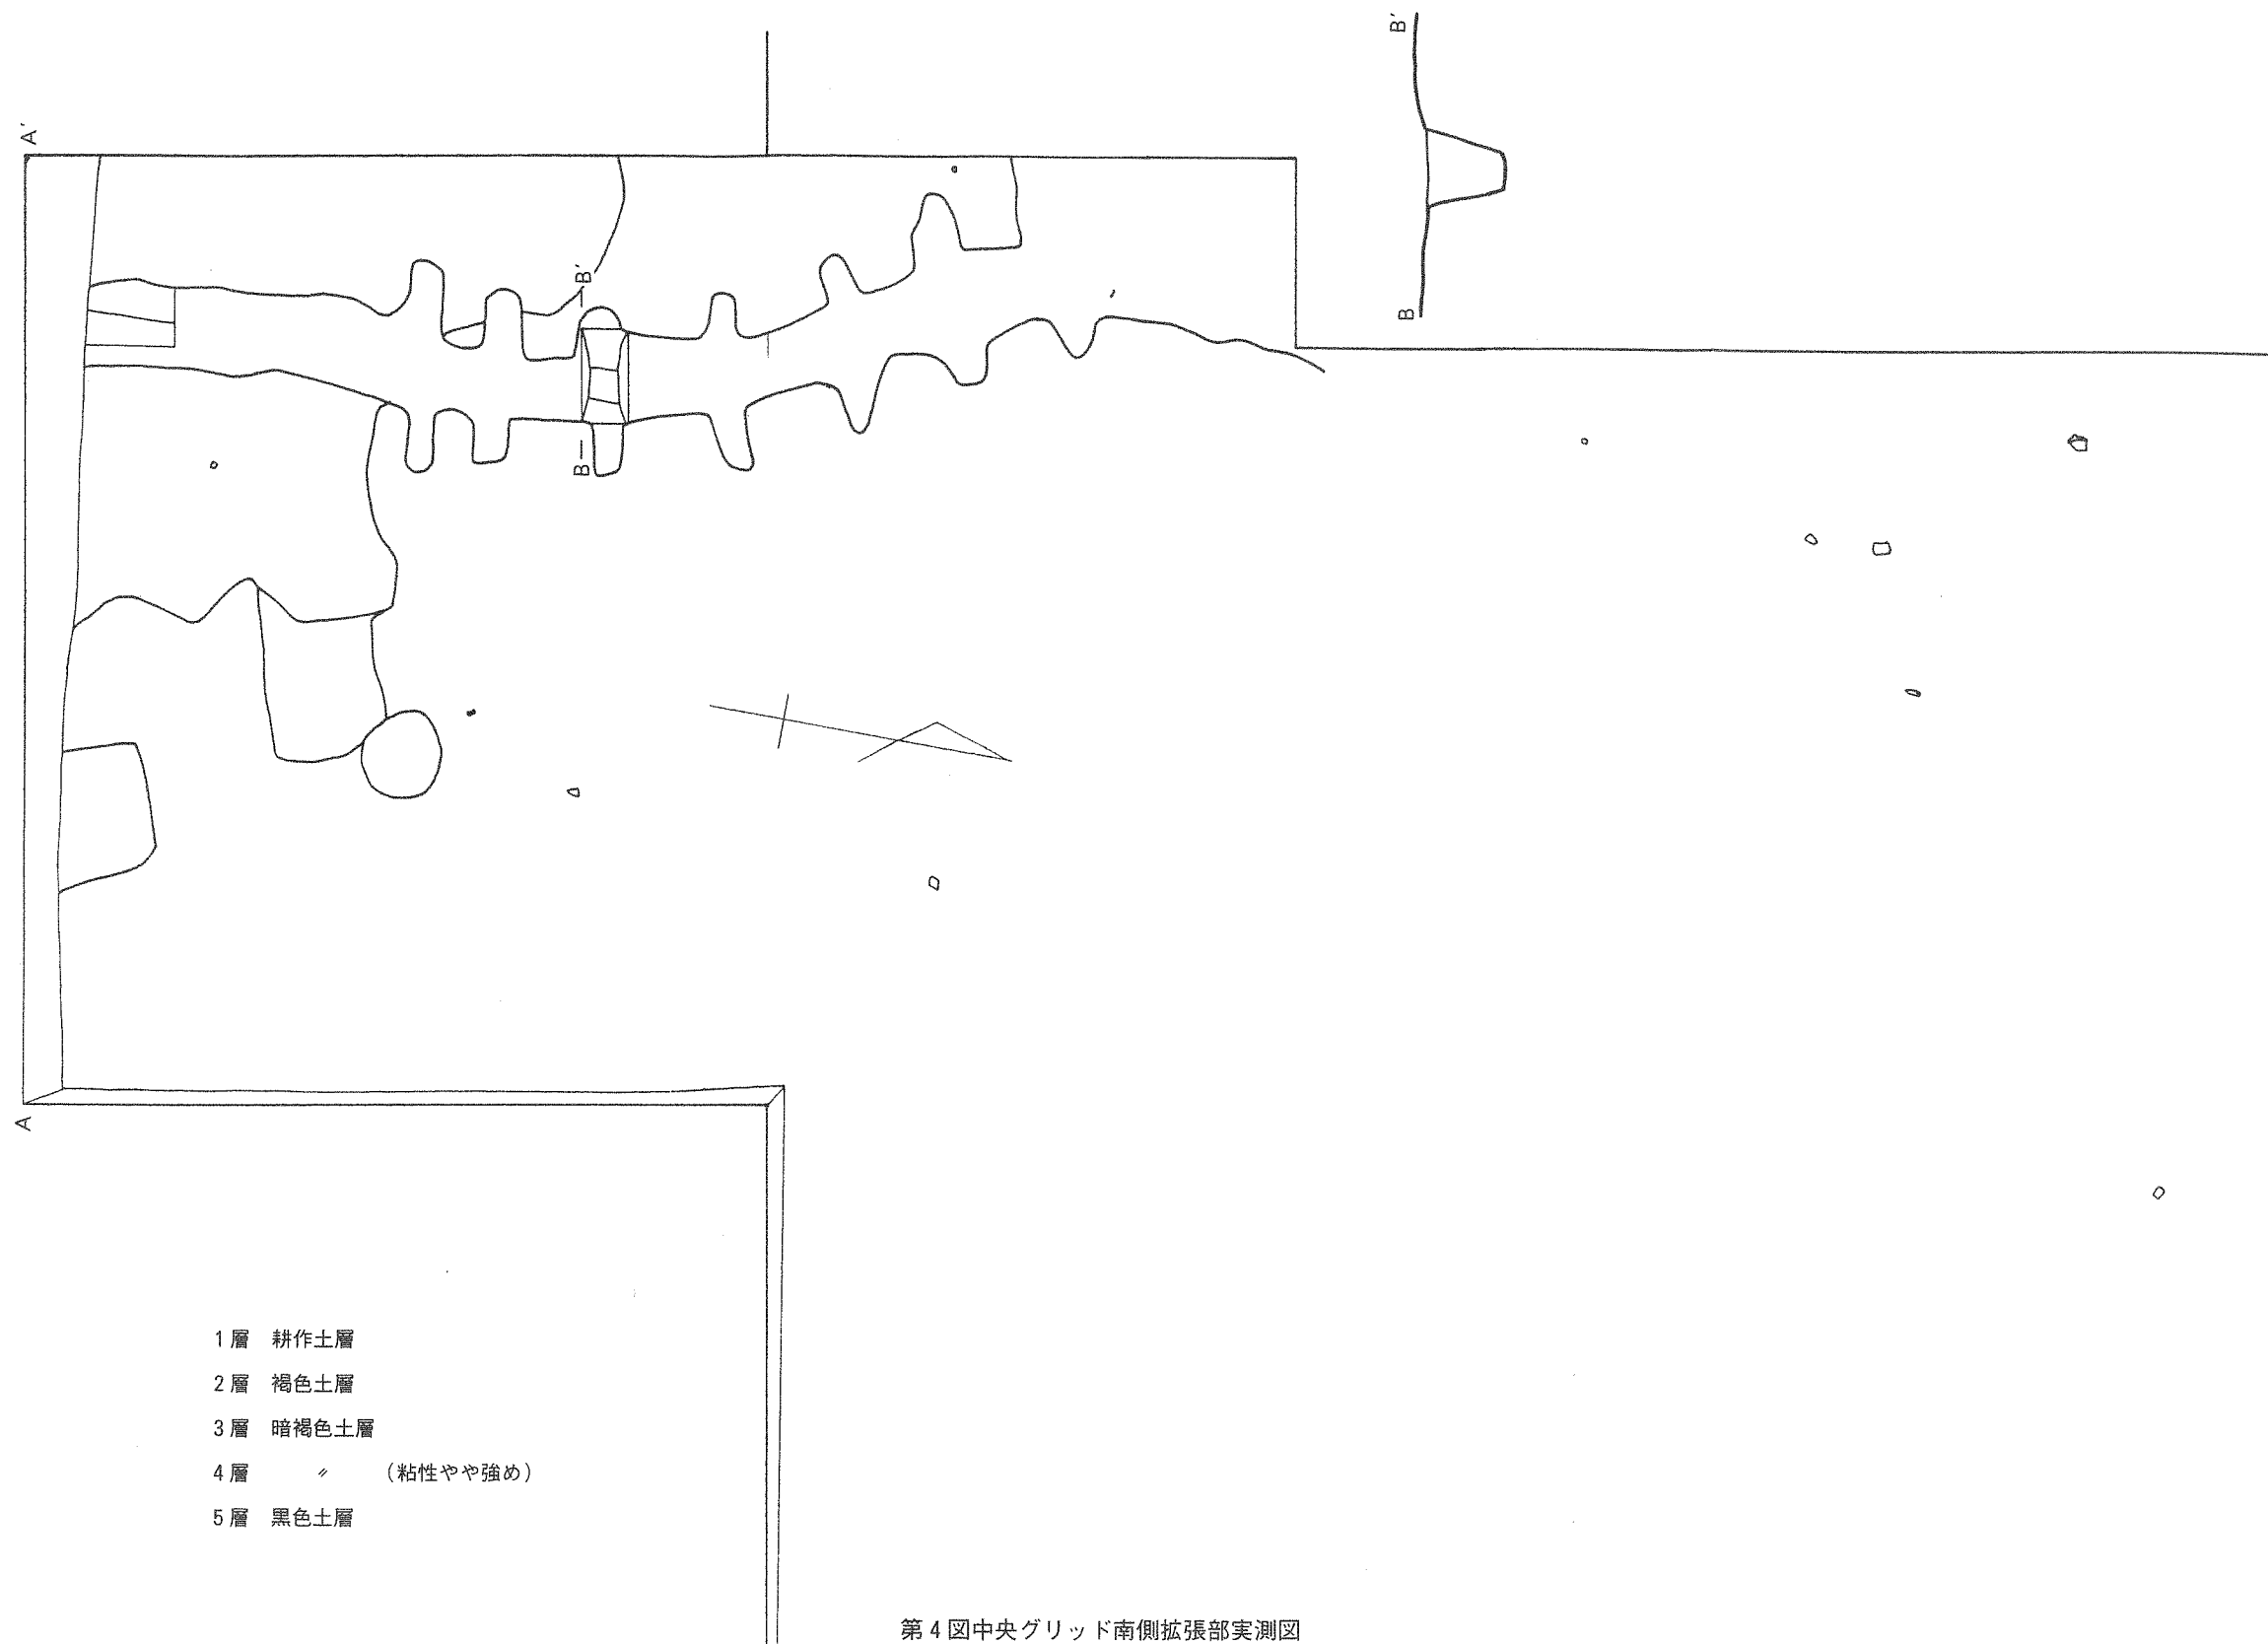 A′
B′
B
B′
B
A
1層 耕作土層
2層 褐色土層
3層 暗褐色土層
4層 〃 (粘性やや強め)
5層 黒色土層
第4図中央グリッド南側拡張部実測図